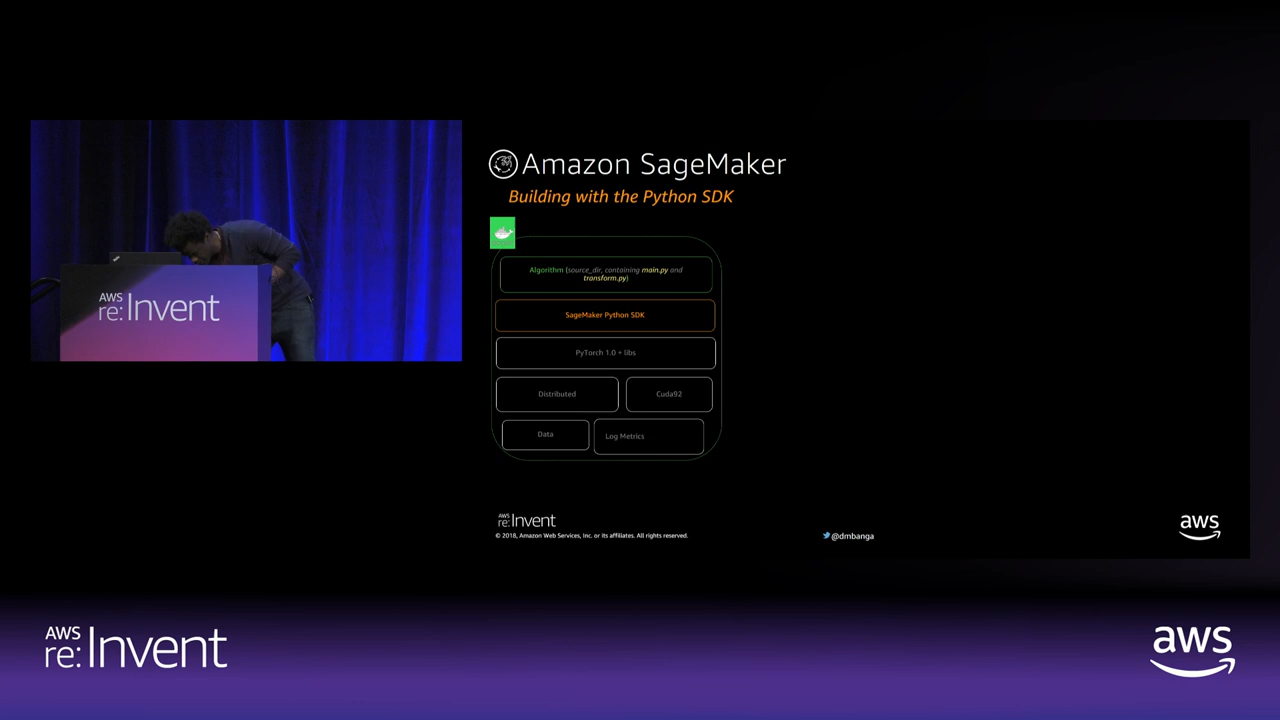 AWS
re:Invent
Amazon SageMaker
Building with the Python SDK
Algorithm (source_dir, containing main.py and
transform.py)
SageMaker Python SDK
PyTorch 1.0 + libs
Distributed
Cuda92
Data
Log Metrics
AWS
re:Invent
© 2018, Amazon Web Services, Inc. or its affiliates. All rights reserved.
@dmbanga
aws
AWS
re:Invent
aws